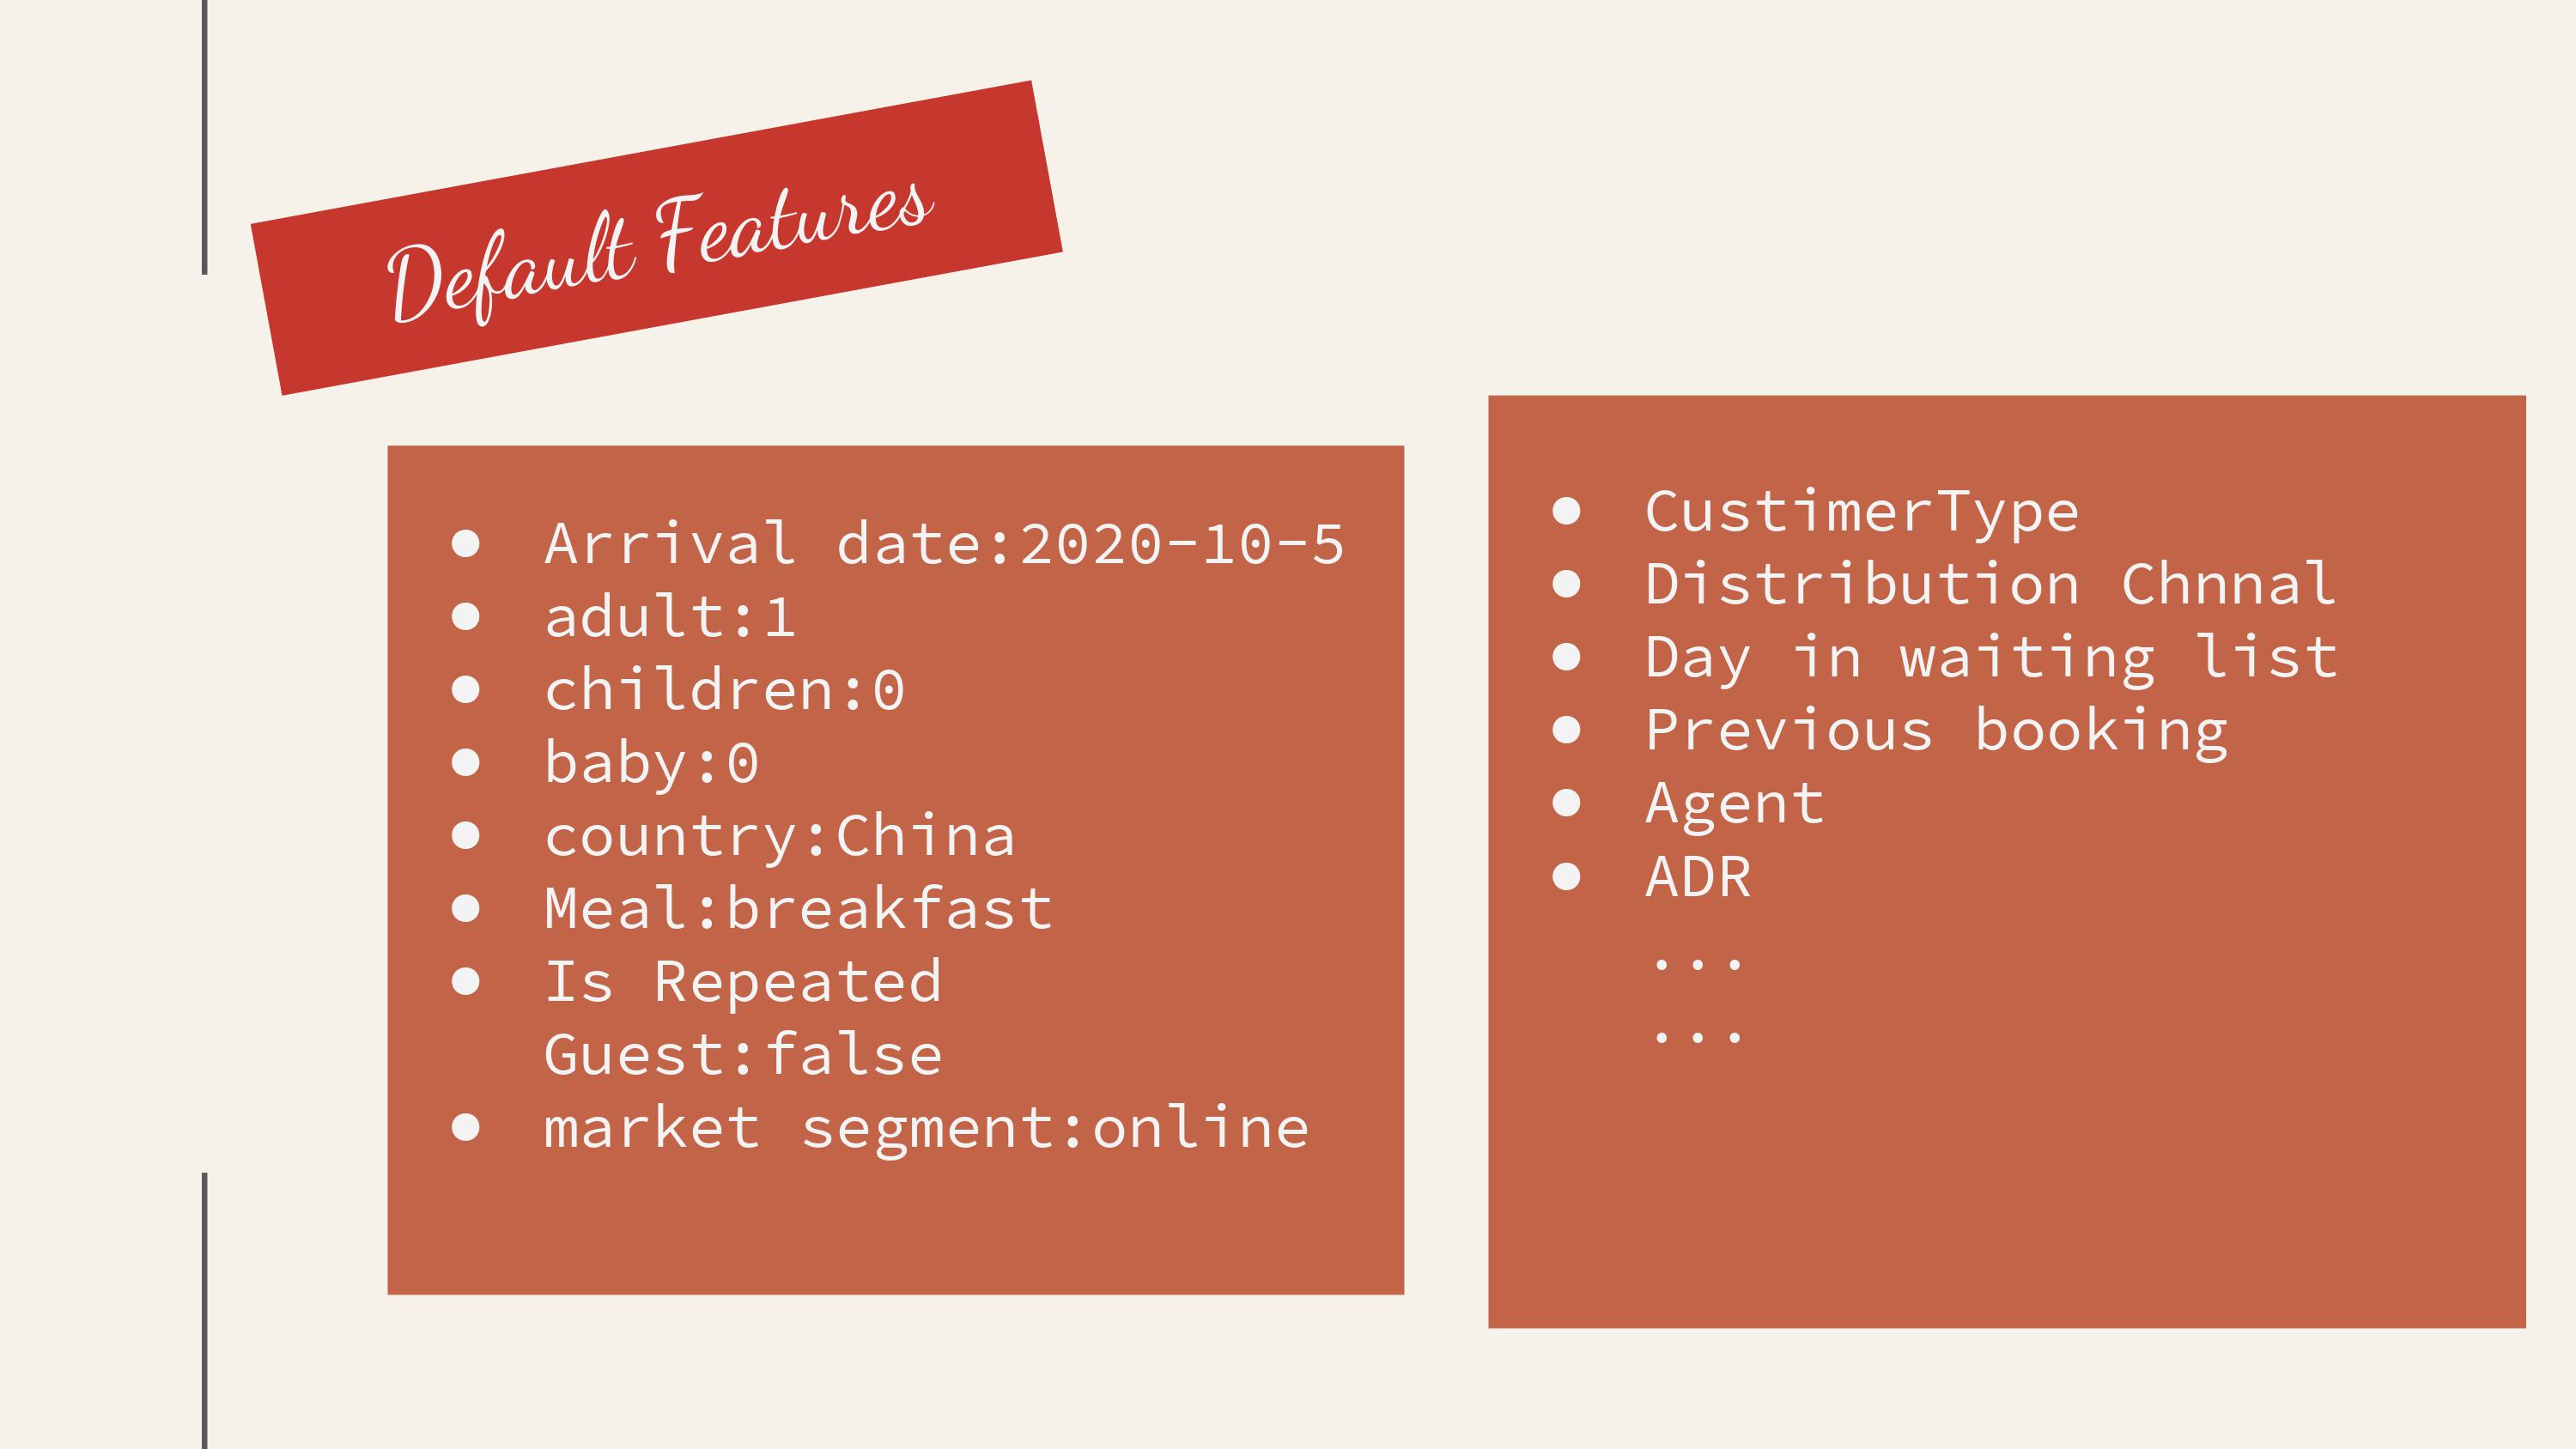 Default Features
● Arrival date:2020-10-5
● adult:1
● children:0
● baby:0
● country:China
● Meal:breakfast
● Is Repeated
Guest:false
● market segment:online
● CustimerType
● Distribution Chnnal
● Day in waiting list
● Previous booking
● Agent
● ADR
...
...